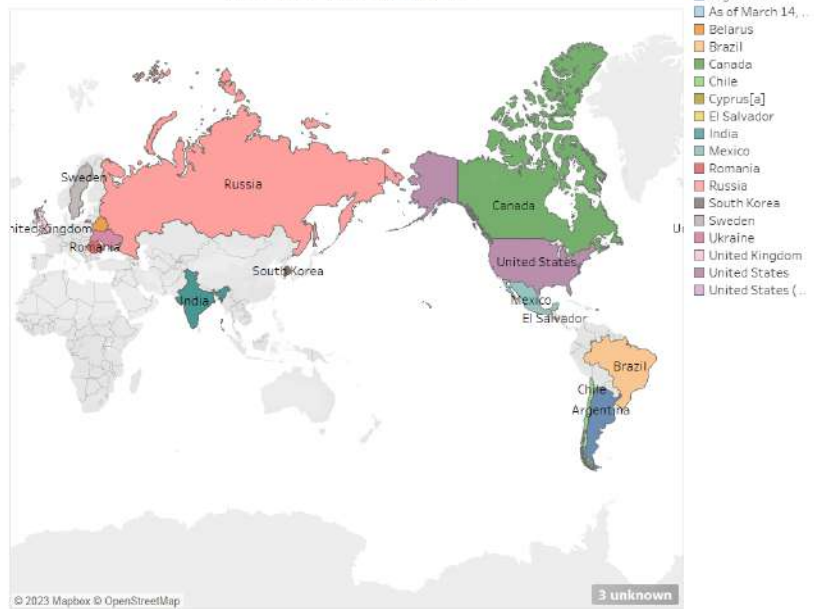 As of March 14, ..
Belarus
Brazil
Canada
Chile
Cyprus[a]
El Salvador
India
Mexico
Romania
Russia
South Korea
Sweden
Ukraine
United Kingdom
United States
United States (..
Sweden
Russia
Canada
nited Kingdom
Romania
Un
United States
South Korea
India
Mexico
El Salvador
Brazil
Chile
Argentina
© 2023 Mapbox © OpenStreetMap
3 unknown